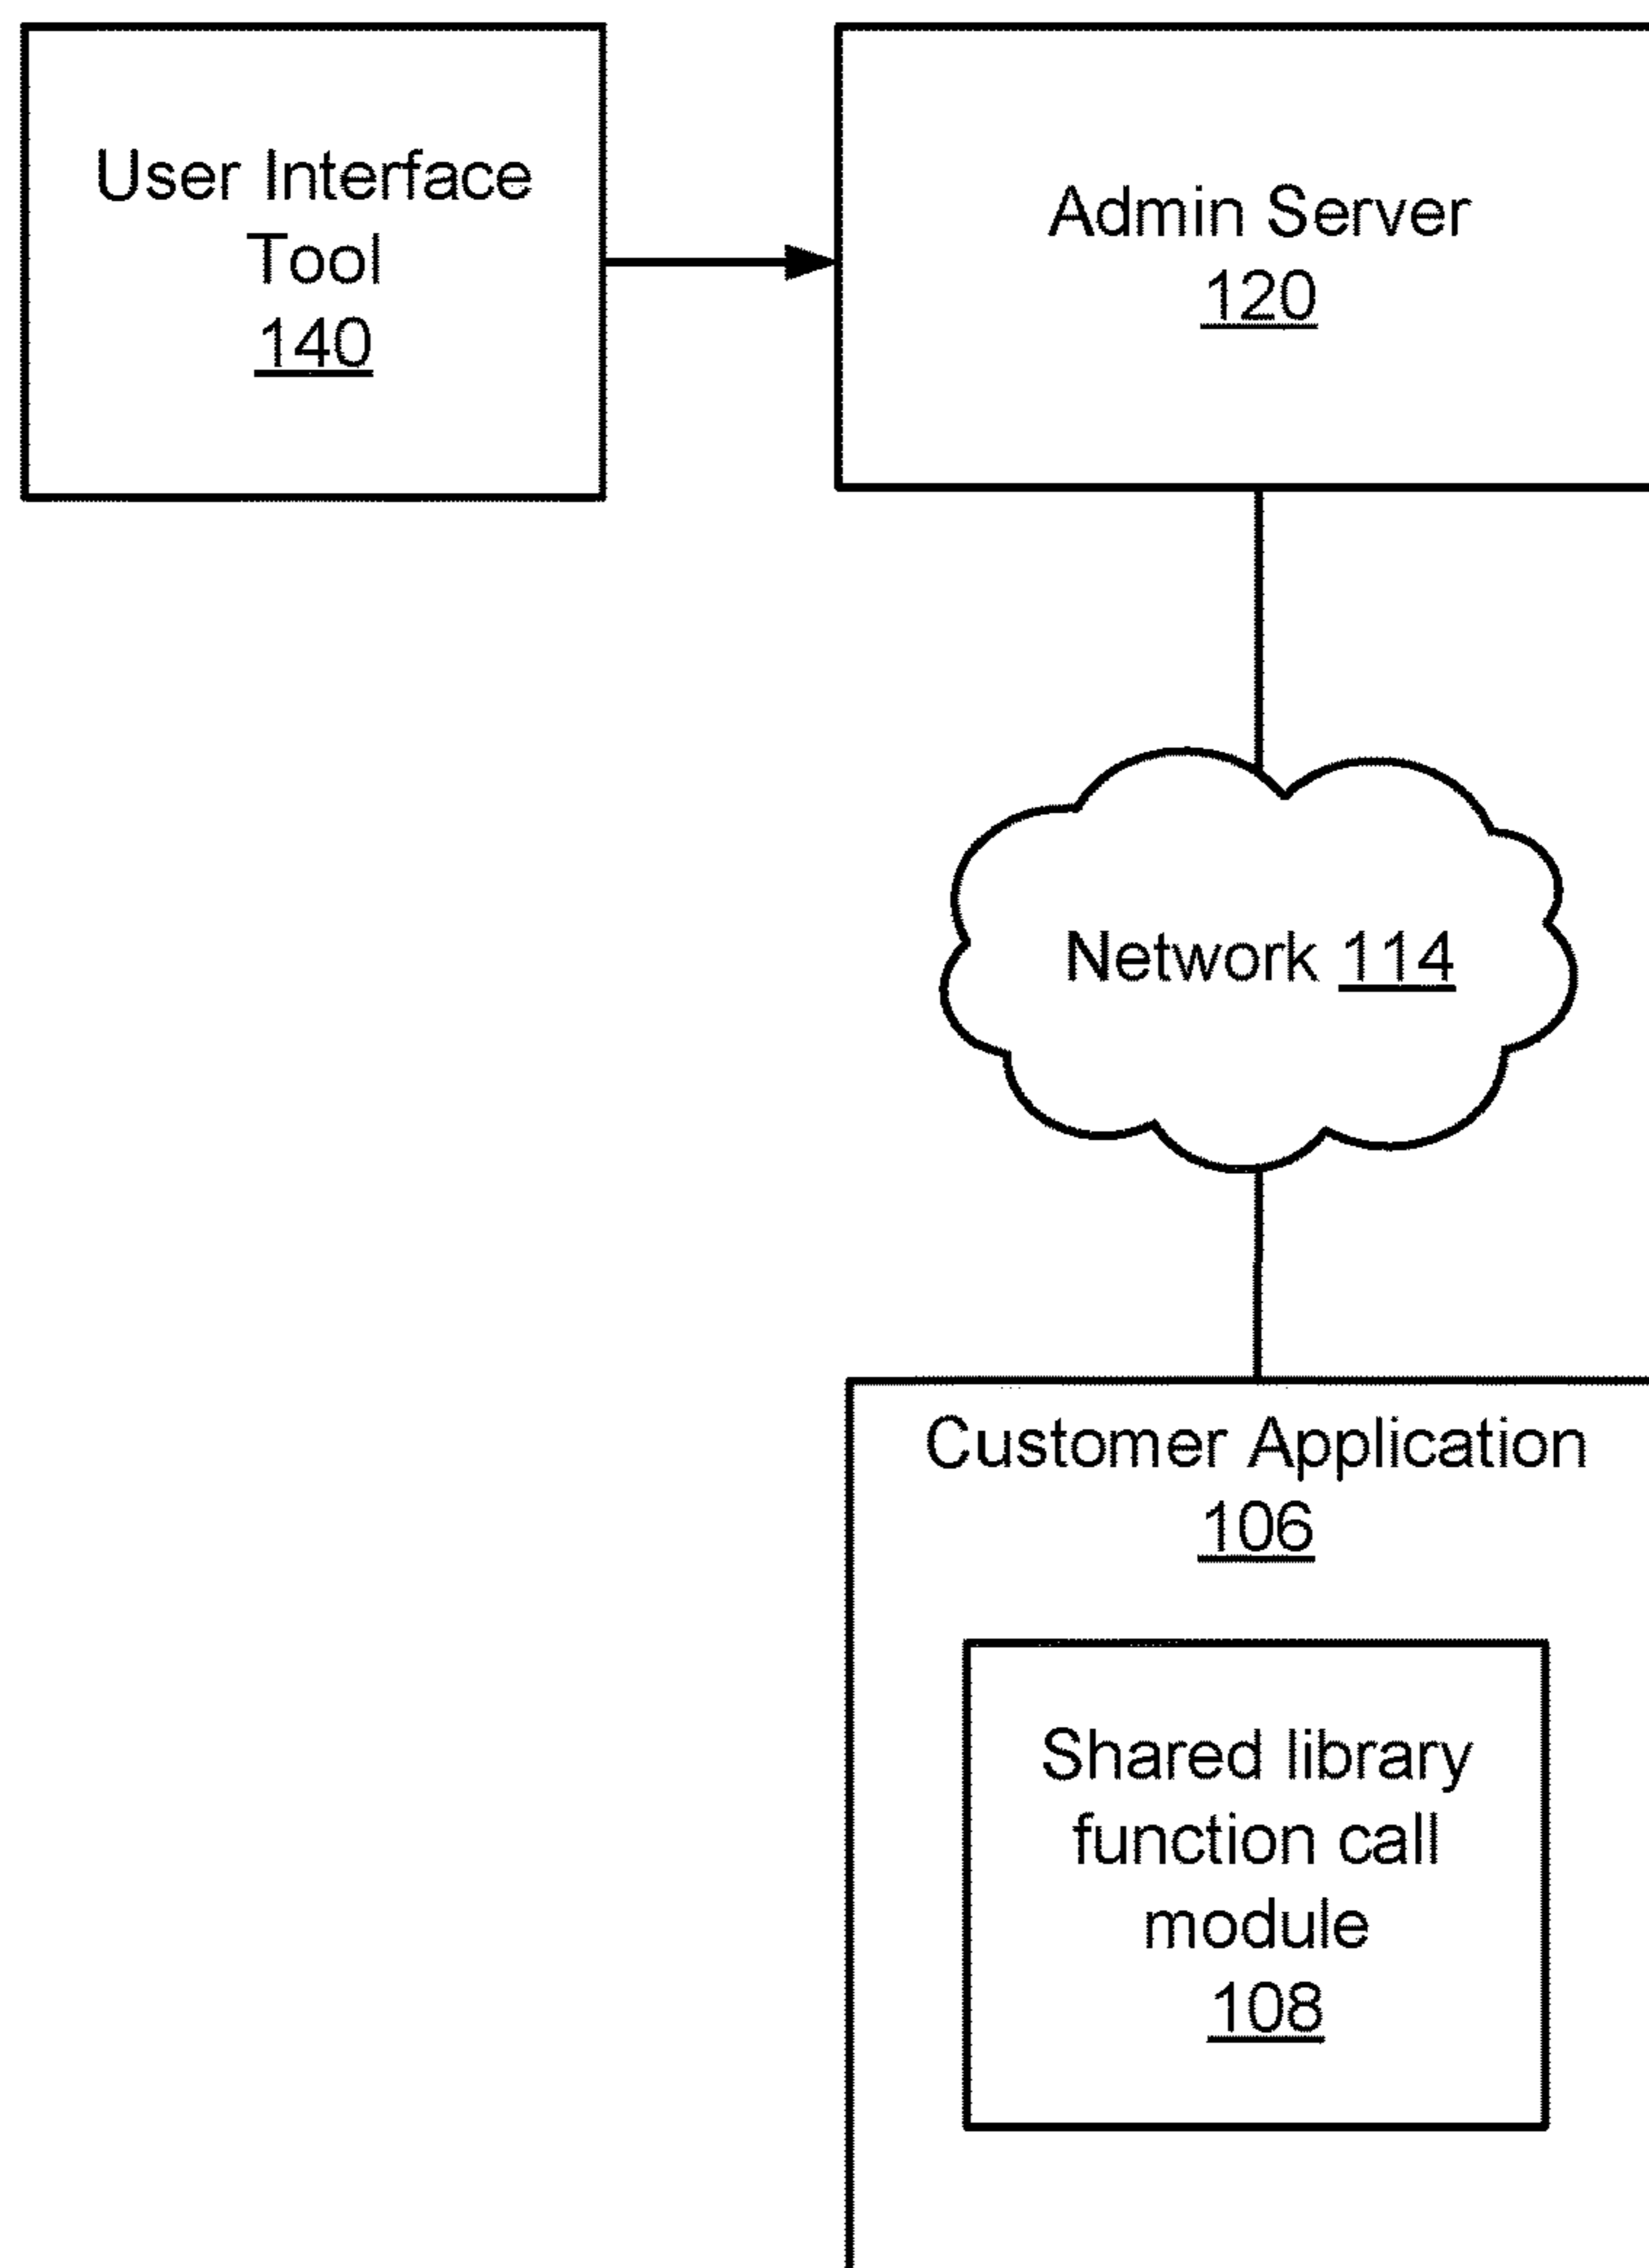 User Interface
Tool
140
Admin Server
120
Network 114
Customer Application
106
Shared library
function call
module
108